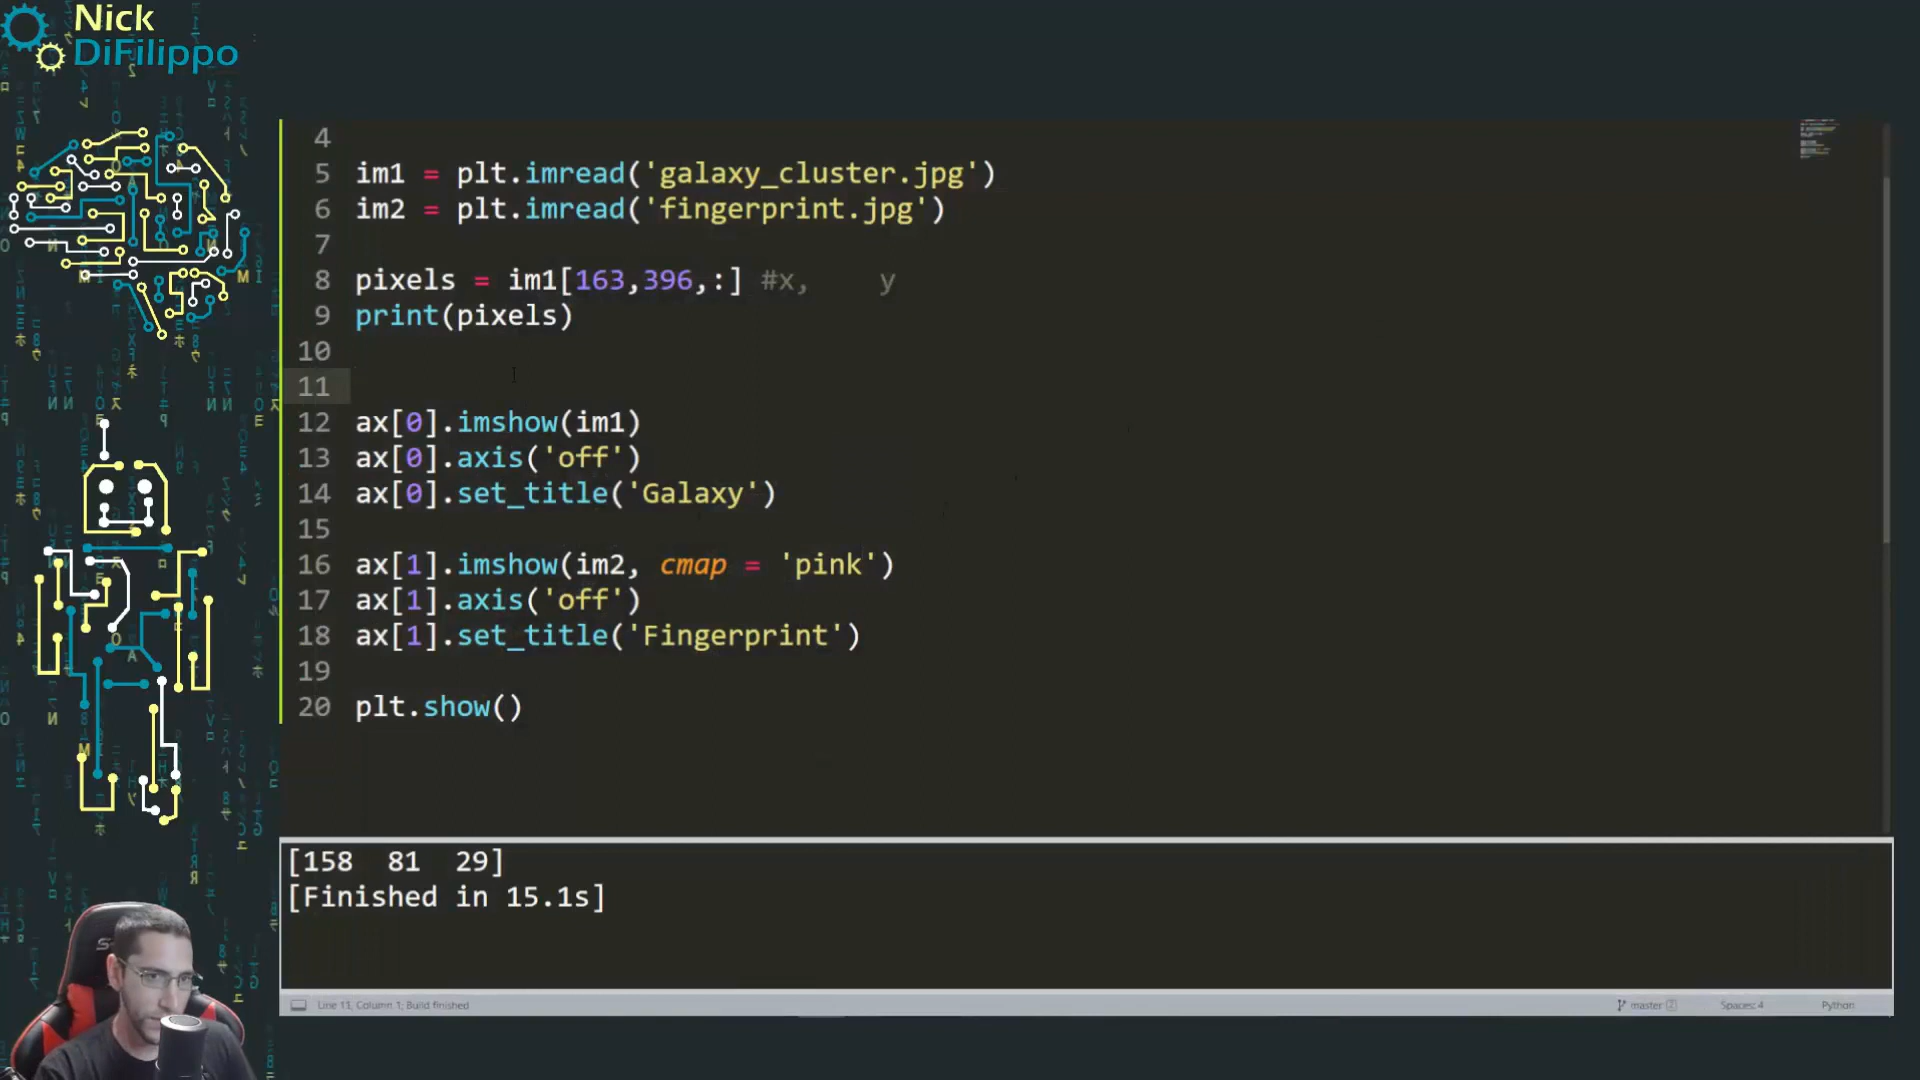 Nick
DiFilippo
4
5 im1 = plt.imread('galaxy_cluster.jpg')
6 im2 = plt.imread('fingerprint.jpg')
7
8 pixels = im1[163,396,:] #x, y
9 print(pixels)
10
11
12 ax[0].imshow(im1)
13 ax[0].axis('off')
14 ax[0].set_title('Galaxy')
15
16 ax[1].imshow(im2, cmap = 'pink')
17 ax[1].axis('off')
18 ax[1].set_title('Fingerprint')
19
20 plt.show()
[158 81 29]
[Finished in 15.1s]
Line 11, Column 1; Build finished master 2 Spaces: 4 Python